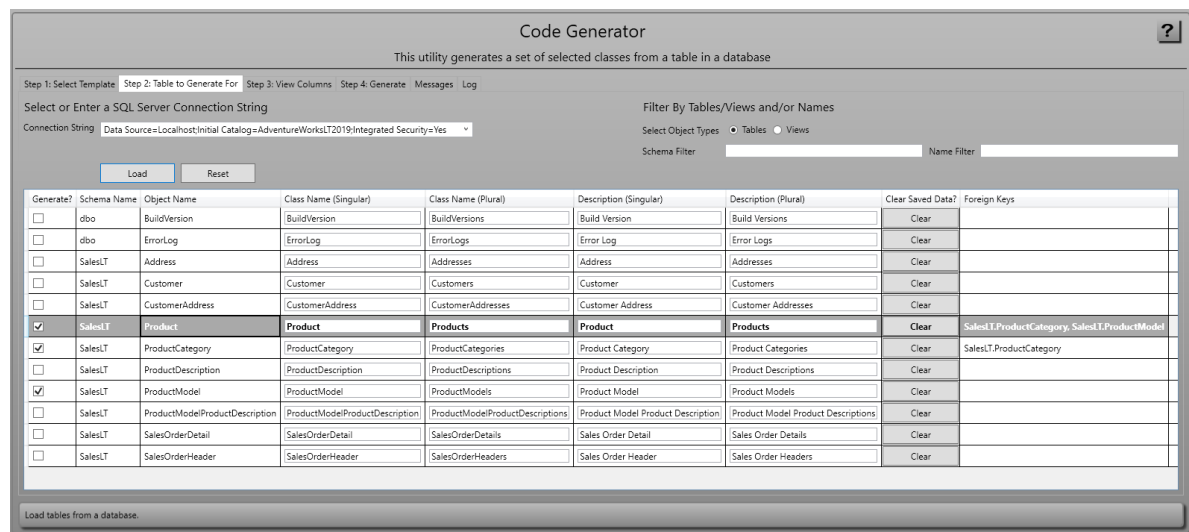 Code Generator
?
This utility generates a set of selected classes from a table in a database
Step 1: Select Template Step 2: Table to Generate For Step 3: View Columns Step 4: Generate Messages Log
Select or Enter a SQL Server Connection String
Connection String Data Source=Localhost;Initial Catalog=AdventureWorksLT2019;Integrated Security=Yes
Filter By Tables/Views and/or Names
Select Object Types Tables Views
Schema Filter Name Filter
Load Reset
Generate? Schema Name Object Name Class Name (Singular) Class Name (Plural) Description (Singular) Description (Plural) Clear Saved Data? Foreign Keys
dbo BuildVersion BuildVersion BuildVersions Build Version Build Versions Clear
dbo ErrorLog ErrorLog ErrorLogs Error Log Error Logs Clear
SalesLT Address Address Addresses Address Addresses Clear
SalesLT Customer Customer Customers Customer Customers Clear
SalesLT CustomerAddress CustomerAddress CustomerAddresses Customer Address Customer Addresses Clear
SalesLT Product Product Products Product Products Clear SalesLT.ProductCategory, SalesLT.ProductModel
SalesLT ProductCategory ProductCategory ProductCategories Product Category Product Categories Clear SalesLT.ProductCategory
SalesLT ProductDescription ProductDescription ProductDescriptions Product Description Product Descriptions Clear
SalesLT ProductModel ProductModel ProductModels Product Model Product Models Clear
SalesLT ProductModelProductDescription ProductModelProductDescription ProductModelProductDescriptions Product Model Product Description Product Model Product Descriptions Clear
SalesLT SalesOrderDetail SalesOrderDetail SalesOrderDetails Sales Order Detail Sales Order Details Clear
SalesLT SalesOrderHeader SalesOrderHeader SalesOrderHeaders Sales Order Header Sales Order Headers Clear
Load tables from a database.